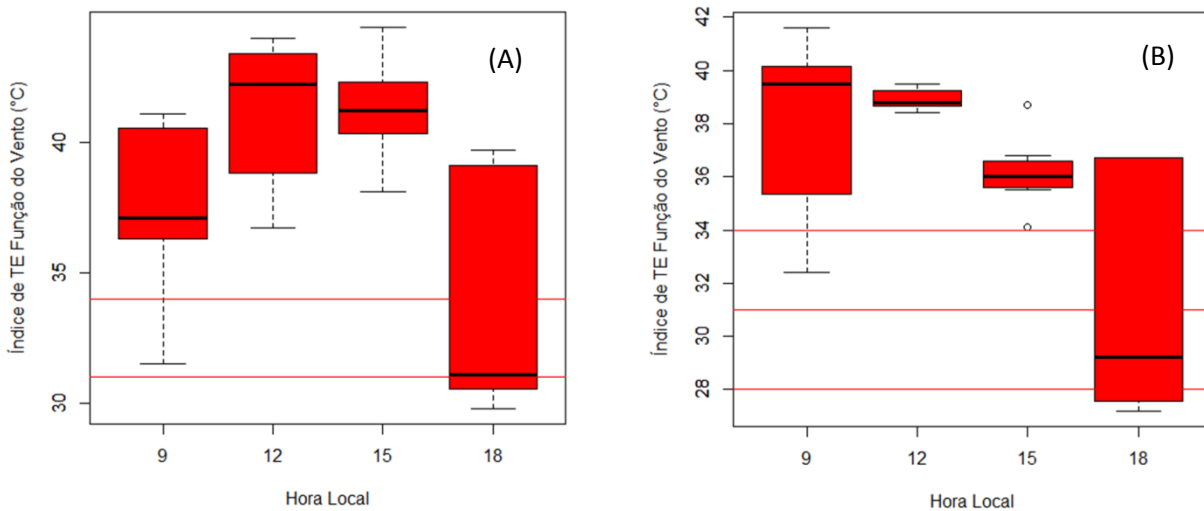 (A)
Índice de TE Função do Vento (°C)
40
35
30
9 12 15 18
Hora Local
(B)
Índice de TE Função do Vento (°C)
42
40
38
36
34
32
30
28
9 12 15 18
Hora Local